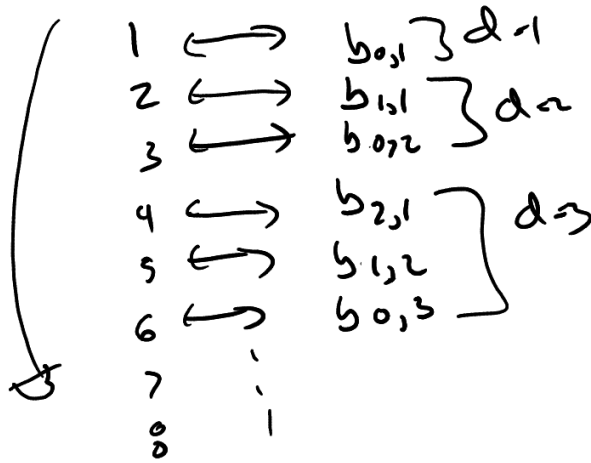 1 ↔ b0,1 } d=1
2 ↔ b1,1
3 ↔ b0,2 } d=2
4 ↔ b2,1
5 ↔ b1,2 } d=3
6 ↔ b0,3
7
8